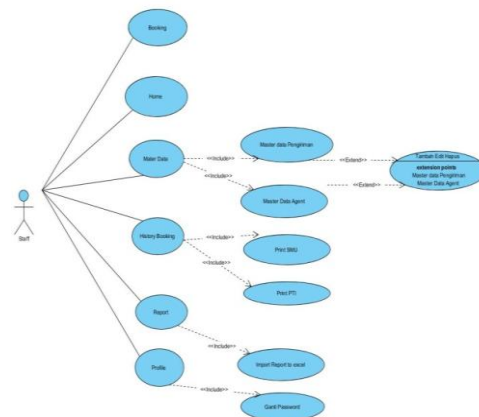 Booking
Home
Mater Data
<<Include>>
Master data Pengiriman
<<Extend>>
Tambah Edit Hapus
extension points
Master data Pengiriman
Master Data Agent
<<Include>>
Master Data Agent
<<Extend>>
Staff
History Booking
<<Include>>
Print SMU
<<Include>>
Print PTI
Report
<<Include>>
Import Report to excel
Profile
<<Include>>
Ganti Password